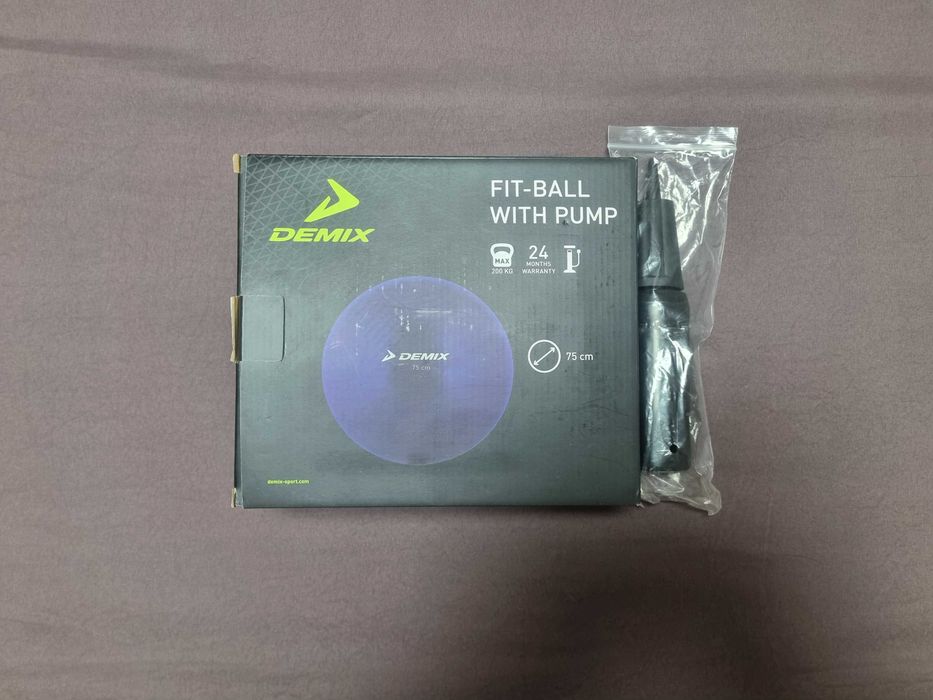 DEMIX
FIT-BALL
WITH PUMP
MAX
200 KG
24
MONTHS
WARRANTY
DEMIX
75 cm
75 cm
demix-sport.com